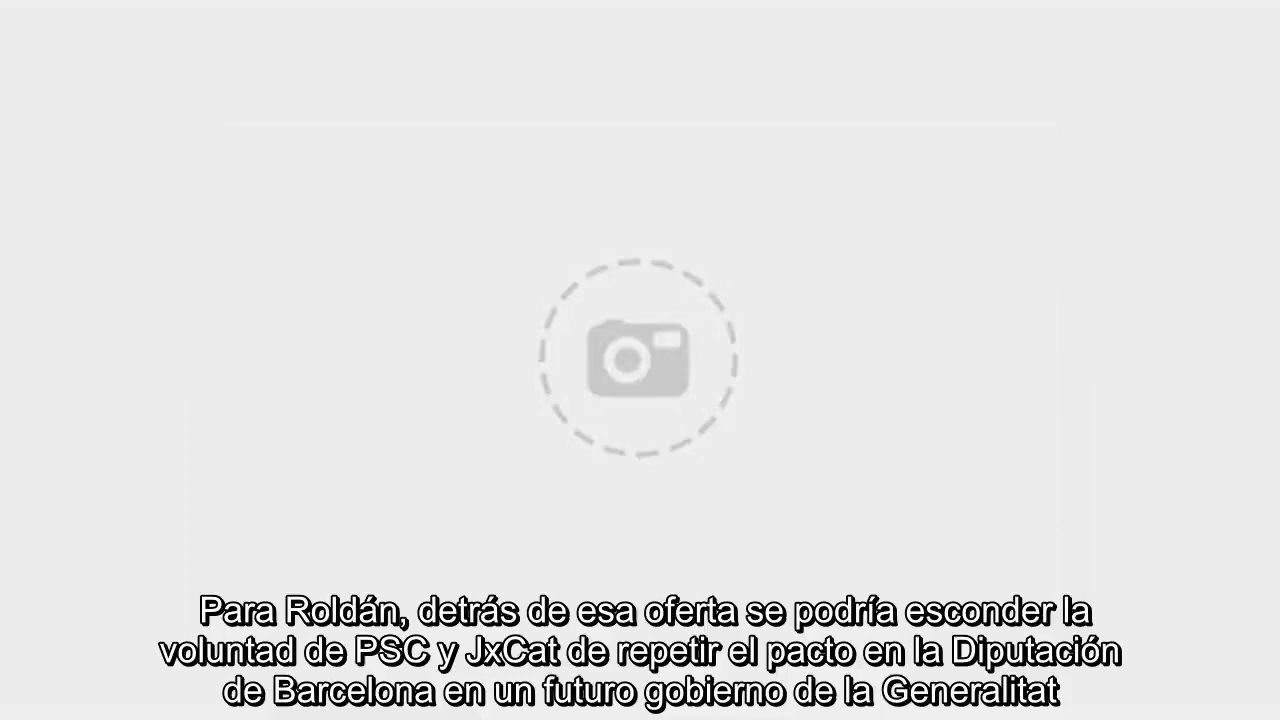 Para Roldán, detrás de esa oferta se podría esconder la
voluntad de PSC y JxCat de repetir el pacto en la Diputación
de Barcelona en un futuro gobierno de la Generalitat